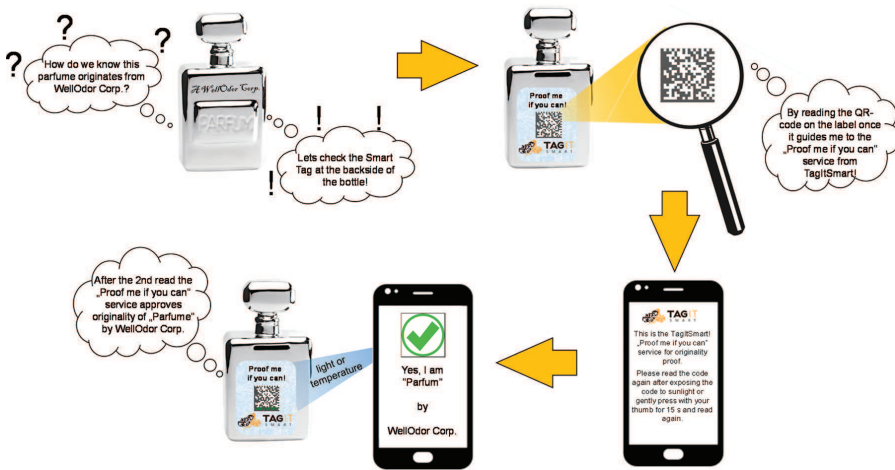 ?
?
?
?
How do we know this
parfume originates from
WellOdor Corp.?
A WellOdor Corp.
PARFUM
!
!
!
Lets check the Smart
Tag at the backside of
the bottle!
Proof me
if you can!
TAGIT
SMART
By reading the QR-
code on the label once
it guides me to the
„Proof me if you can"
service from
TagItSmart!
TAGIT
SMART
This is the TagItSmart!
„Proof me if you can"
service for originality
proof.
Please read the code
again after exposing the
code to sunlight or
gently press with your
thumb for 15 s and read
again.
Yes, I am
"Parfum"
by
WellOdor Corp.
light or
temperature
Proof me
if you can!
TAGIT
SMART
After the 2nd read the
„Proof me if you can"
service approves
originality of „Parfume"
by WellOdor Corp.